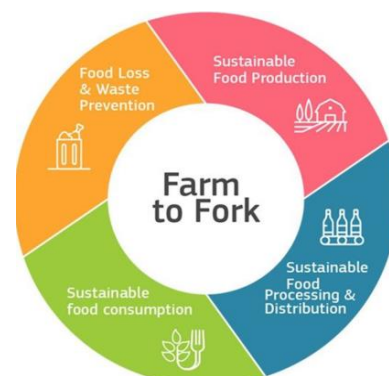 Farm
to Fork
Sustainable
Food Production
Sustainable
Food
Processing &
Distribution
Sustainable
food consumption
Food Loss
& Waste
Prevention